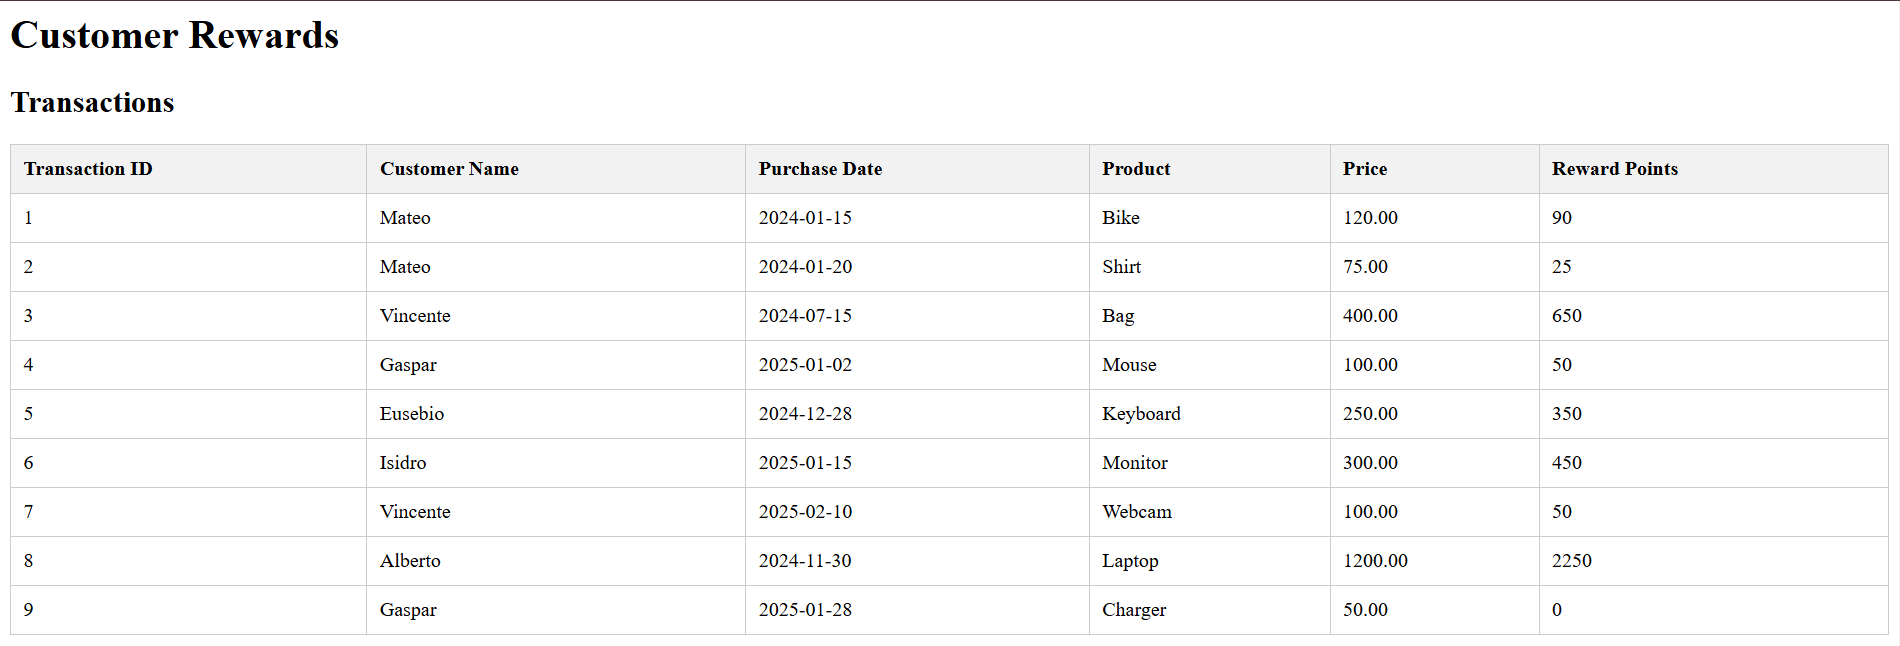 Customer Rewards
Transactions
Transaction ID Customer Name Purchase Date Product Price Reward Points
1 Mateo 2024-01-15 Bike 120.00 90
2 Mateo 2024-01-20 Shirt 75.00 25
3 Vincente 2024-07-15 Bag 400.00 650
4 Gaspar 2025-01-02 Mouse 100.00 50
5 Eusebio 2024-12-28 Keyboard 250.00 350
6 Isidro 2025-01-15 Monitor 300.00 450
7 Vincente 2025-02-10 Webcam 100.00 50
8 Alberto 2024-11-30 Laptop 1200.00 2250
9 Gaspar 2025-01-28 Charger 50.00 0